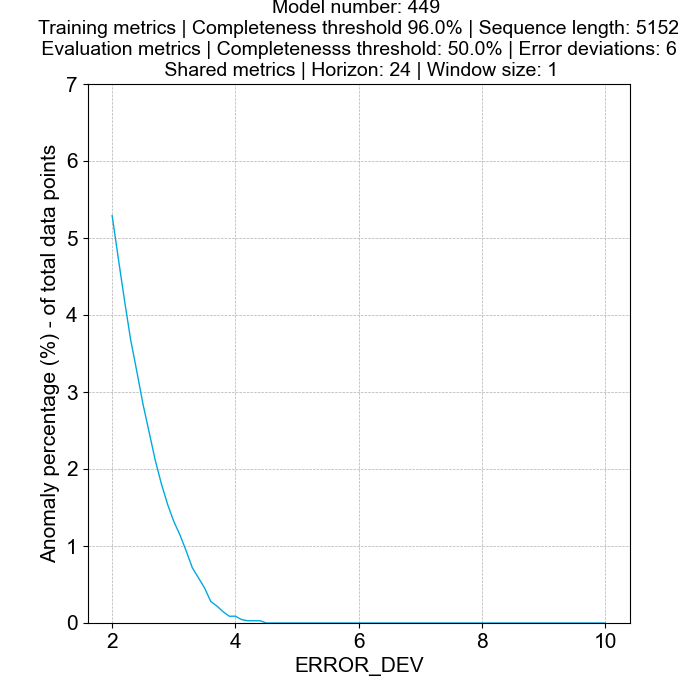 Model number: 449
Training metrics | Completeness threshold 96.0% | Sequence length: 5152
Evaluation metrics | Completenesss threshold: 50.0% | Error deviations: 6
Shared metrics | Horizon: 24 | Window size: 1
7
6
5
4
3
2
1
0
Anomaly percentage (%) - of total data points
2 4 6 8 10
ERROR_DEV